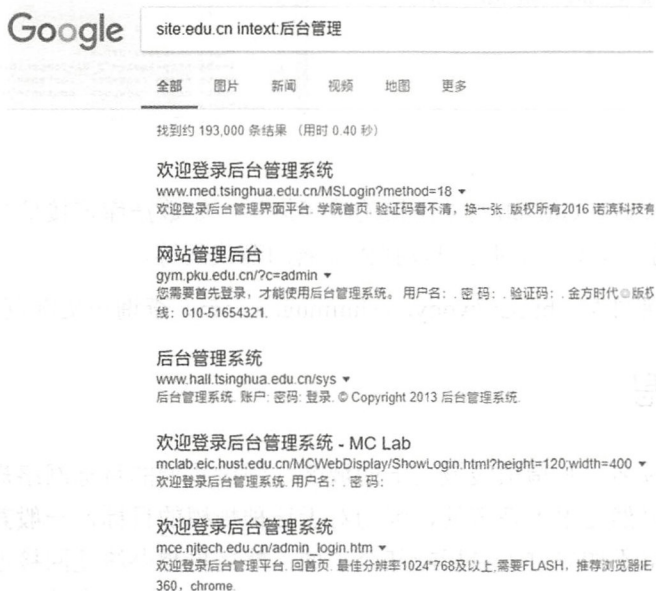 Google
site:edu.cn intext:后台管理
全部 图片 新闻 视频 地图 更多
找到约 193,000 条结果 （用时 0.40 秒）
欢迎登录后台管理系统
www.med.tsinghua.edu.cn/MSLogin?method=18
欢迎登录后台管理界面平台. 学院首页. 验证码看不清，换一张. 版权所有2016 诺滨科技有
网站管理后台
gym.pku.edu.cn/?c=admin
您需要首先登录，才能使用后台管理系统。 用户名： . 密 码： . 验证码： . 金方时代©版权
线：010-51654321.
后台管理系统
www.hall.tsinghua.edu.cn/sys
后台管理系统. 账户: 密码: 登录. © Copyright 2013 后台管理系统.
欢迎登录后台管理系统 - MC Lab
mclab.eic.hust.edu.cn/MCWebDisplay/ShowLogin.html?height=120;width=400
欢迎登录后台管理系统. 用户名： . 密 码：
欢迎登录后台管理系统
mce.njtech.edu.cn/admin_login.htm
欢迎登录后台管理平台. 回首页. 最佳分辨率1024*768及以上,需要FLASH，推荐浏览器IE
360，chrome.